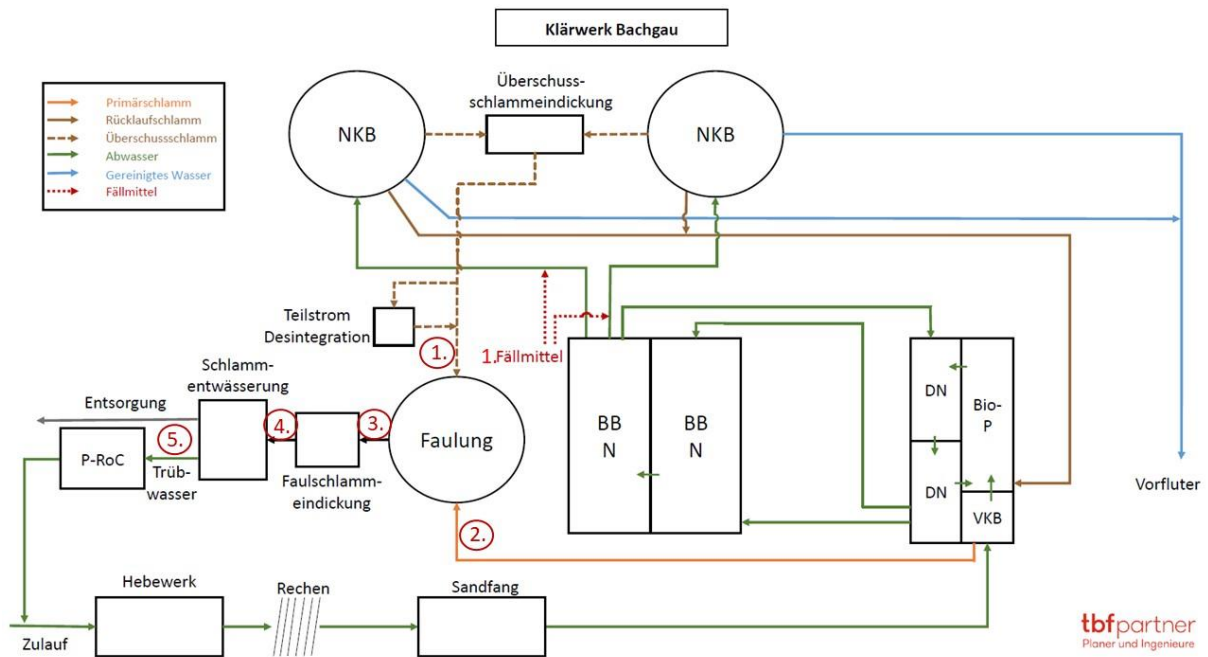 Klärwerk Bachgau
Primärschlamm
Rücklaufschlamm
Überschussschlamm
Abwasser
Gereinigtes Wasser
Fällmittel
NKB
Überschuss-
schlammeindickung
NKB
Teilstrom
Desintegration
1.
1.Fällmittel
Schlamm-
entwässerung
Entsorgung
P-RoC
5.
Trüb-
wasser
4.
3.
Faulschlamm-
eindickung
Faulung
2.
BB
N
BB
N
DN
DN
Bio-
P
VKB
Vorfluter
Zulauf
Hebewerk
Rechen
Sandfang
tbfpartner
Planer und Ingenieure